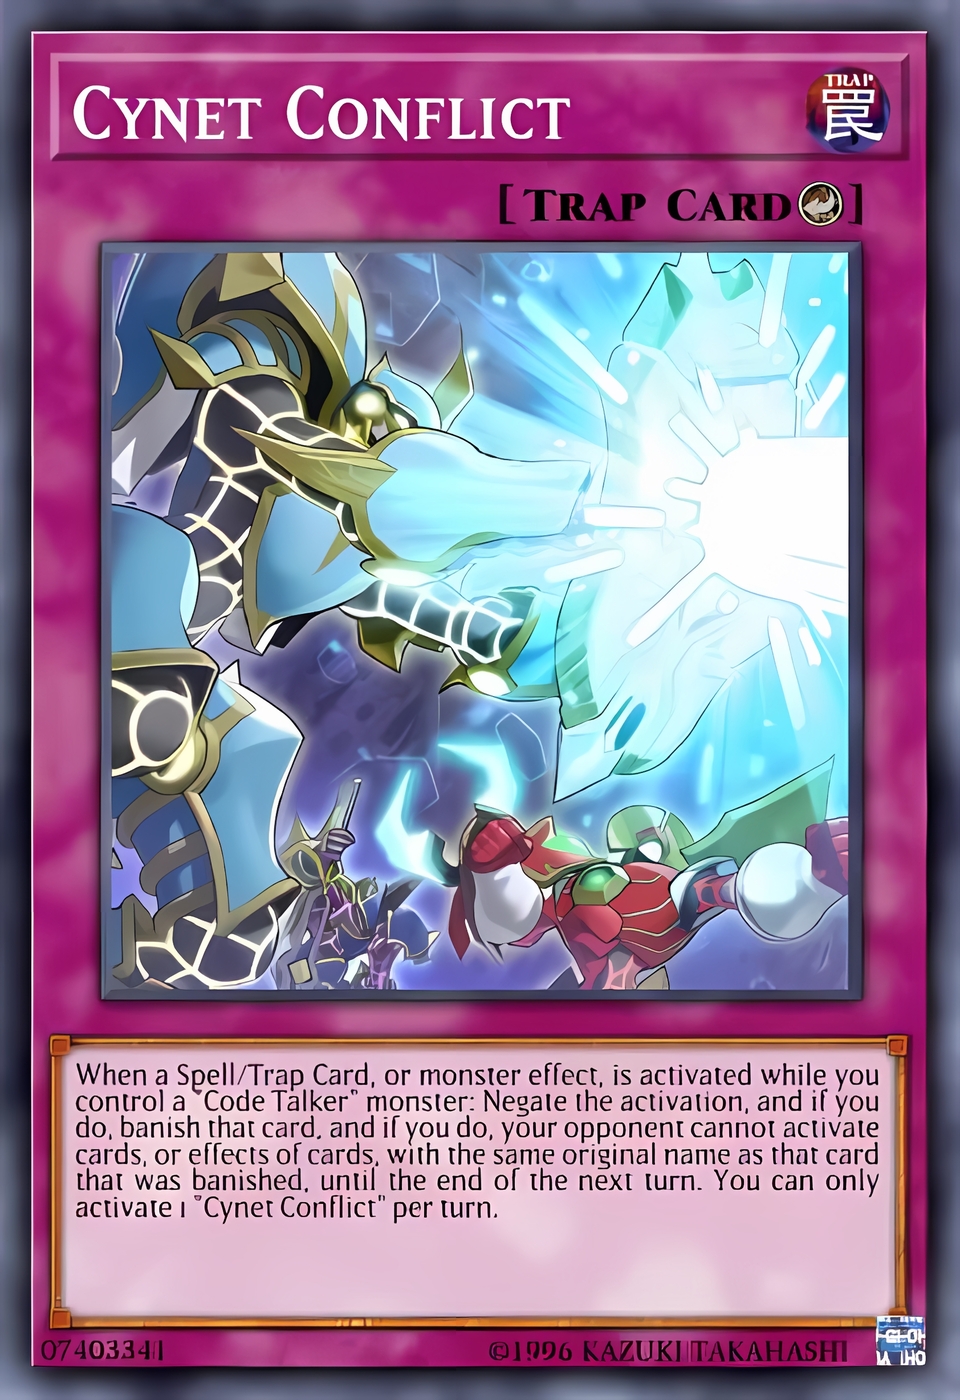 CYNET CONFLICT
TRAP
罠
[TRAP CARD]
When a Spell/Trap Card, or monster effect, is activated while you
control a "Code Talker" monster: Negate the activation, and if you
do, banish that card, and if you do, your opponent cannot activate
cards, or effects of cards, with the same original name as that card
that was banished, until the end of the next turn. You can only
activate 1 "Cynet Conflict" per turn.
07403341
©1996 KAZUKI TAKAHASHI